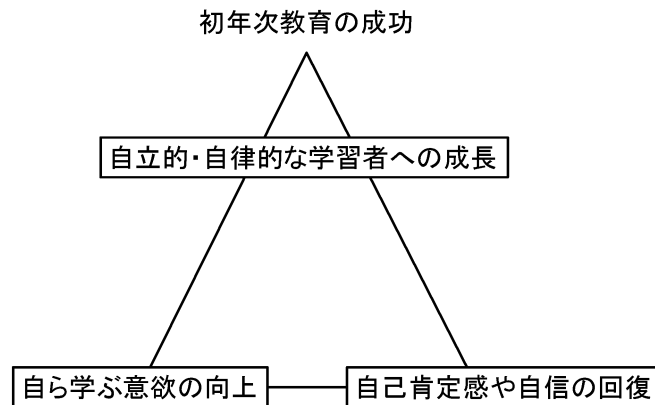 初年次教育の成功
自立的・自律的な学習者への成長
自ら学ぶ意欲の向上
自己肯定感や自信の回復